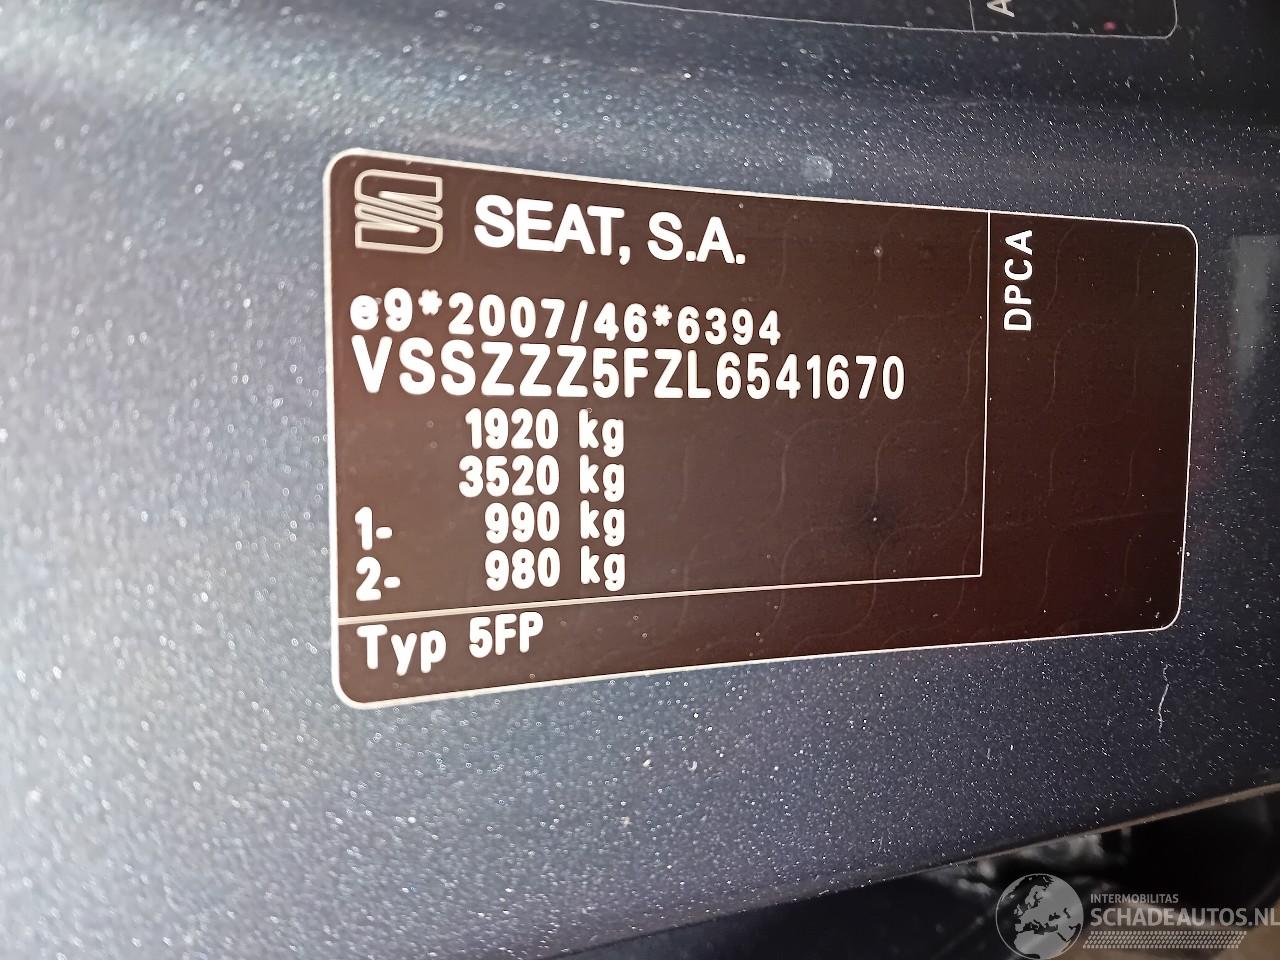 A
SEAT, S.A.
DPCA
e9*2007/46*6394
VSSZZZ5FZL6541670
1920 kg
3520 kg
1- 990 kg
2- 980 kg
Typ 5FP
INTERMOBILITAS
SCHADEAUTOS.NL